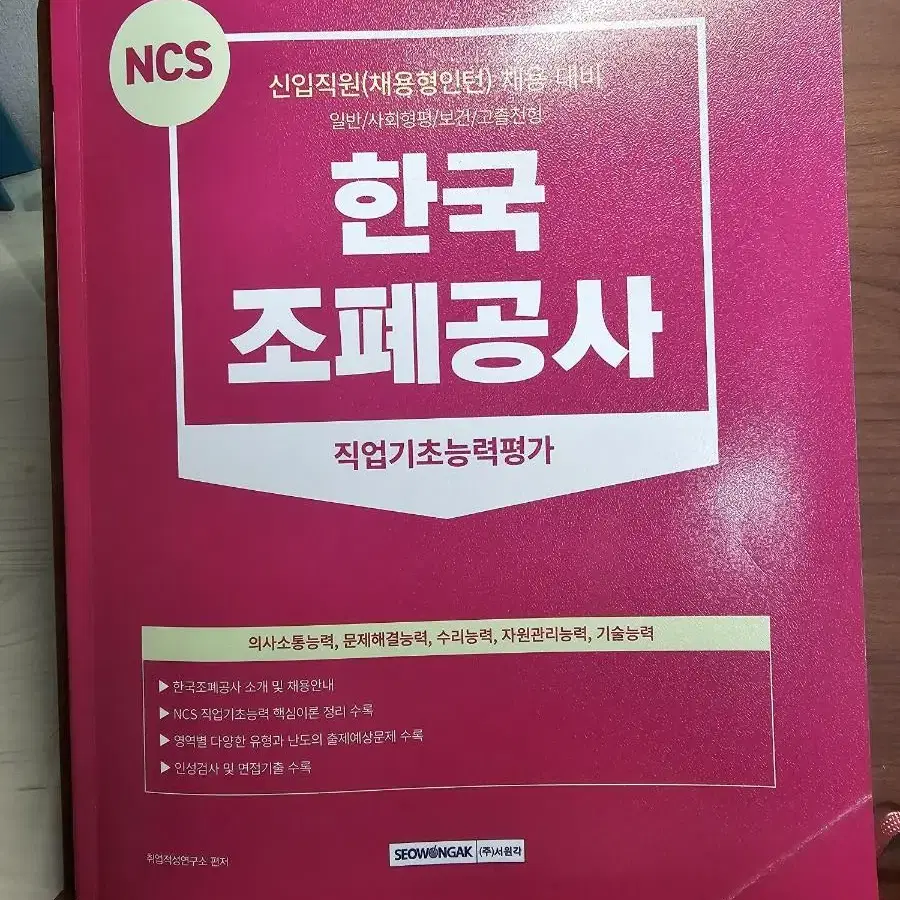 NCS
신입직원(채용형인턴) 채용 대비
일반/사회형평/보건/고졸전형
한국
조폐공사
직업기초능력평가
의사소통능력, 문제해결능력, 수리능력, 자원관리능력, 기술능력
▶ 한국조폐공사 소개 및 채용안내
▶ NCS 직업기초능력 핵심이론 정리 수록
▶ 영역별 다양한 유형과 난도의 출제예상문제 수록
▶ 인성검사 및 면접기출 수록
취업적성연구소 편저
SEOWONGAK (주)서원각